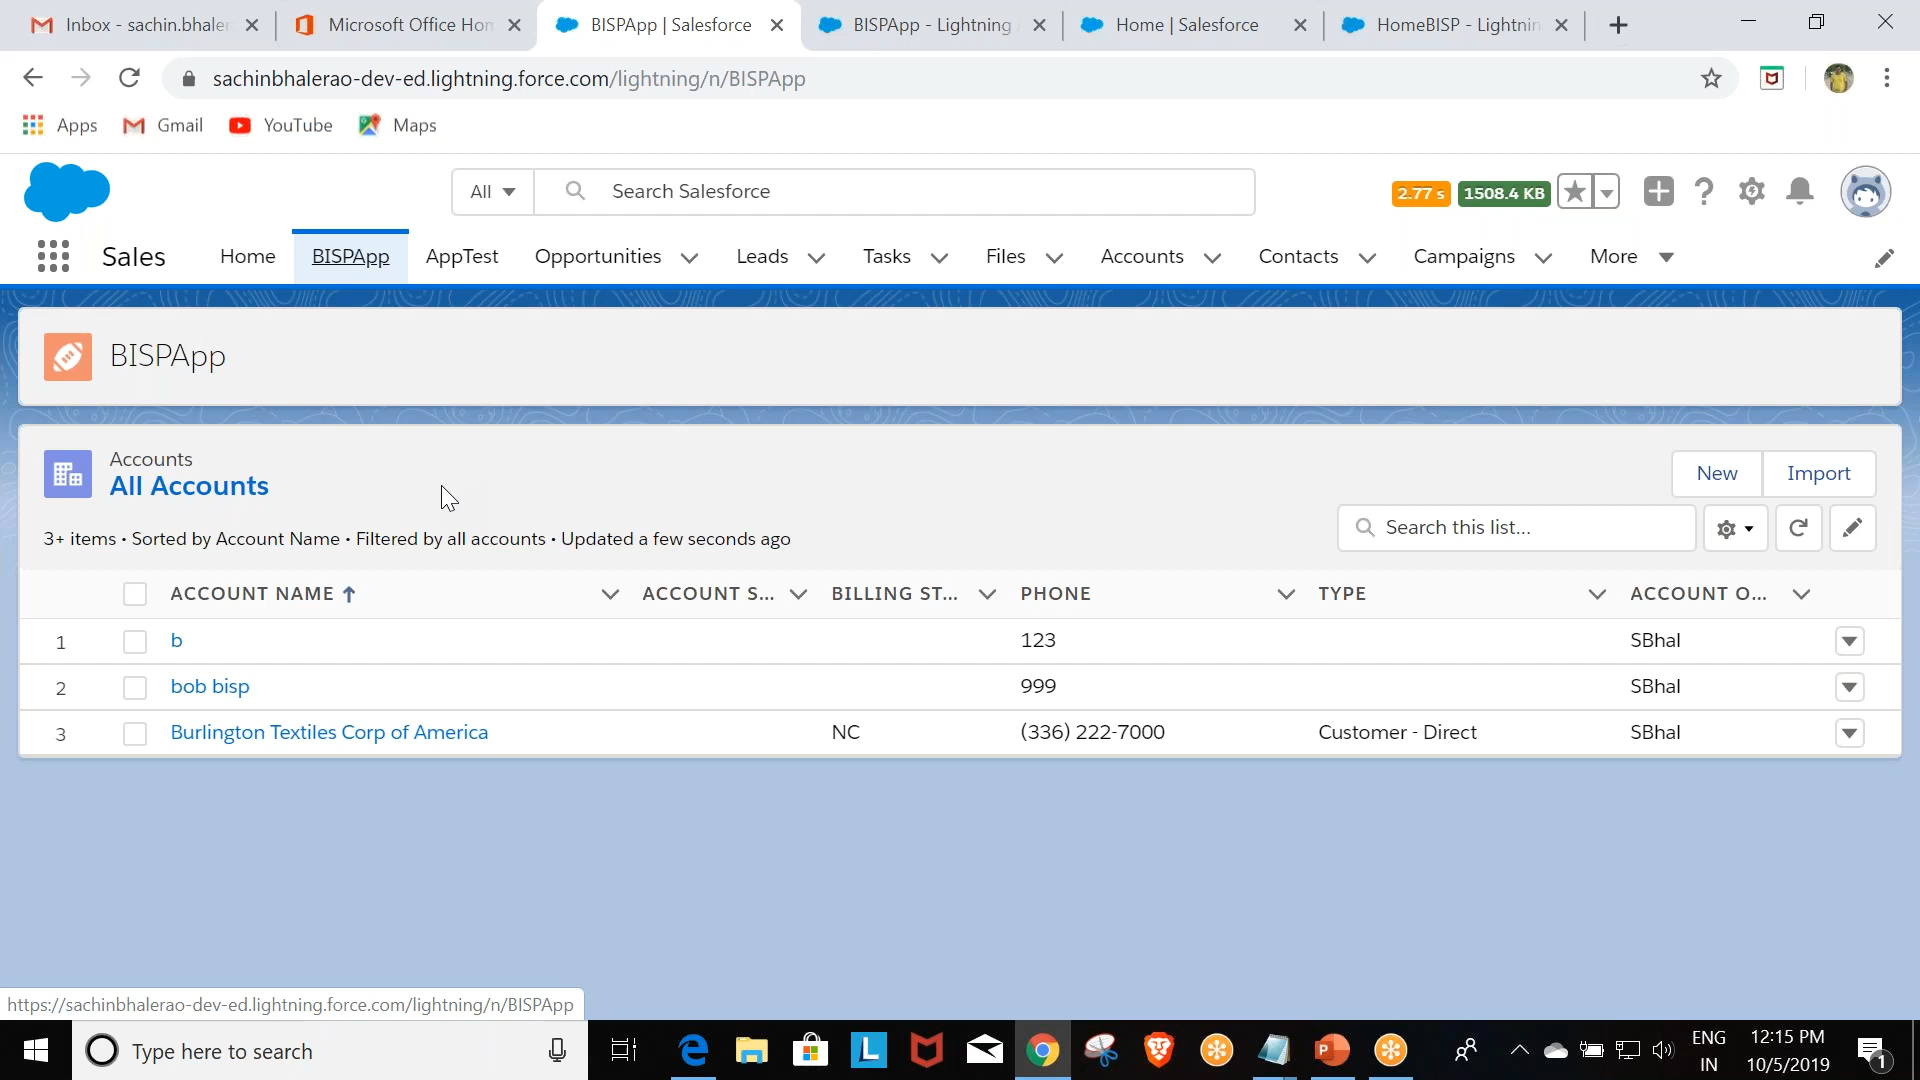 Inbox - sachin.bhaler
Microsoft Office Hom
BISPApp | Salesforce
BISPApp - Lightning
Home | Salesforce
HomeBISP - Lightnin
sachinbhalerao-dev-ed.lightning.force.com/lightning/n/BISPApp
Apps
Gmail
YouTube
Maps
All
Search Salesforce
2.77 s
1508.4 KB
Sales
Home
BISPApp
AppTest
Opportunities
Leads
Tasks
Files
Accounts
Contacts
Campaigns
More
BISPApp
Accounts
All Accounts
New
Import
3+ items • Sorted by Account Name • Filtered by all accounts • Updated a few seconds ago
Search this list...
ACCOUNT NAME ↑
ACCOUNT S...
BILLING ST...
PHONE
TYPE
ACCOUNT O...
1 b 123 SBhal
2 bob bisp 999 SBhal
3 Burlington Textiles Corp of America NC (336) 222-7000 Customer - Direct SBhal
https://sachinbhalerao-dev-ed.lightning.force.com/lightning/n/BISPApp
Type here to search
L
P
ENG
IN
12:15 PM
10/5/2019
1